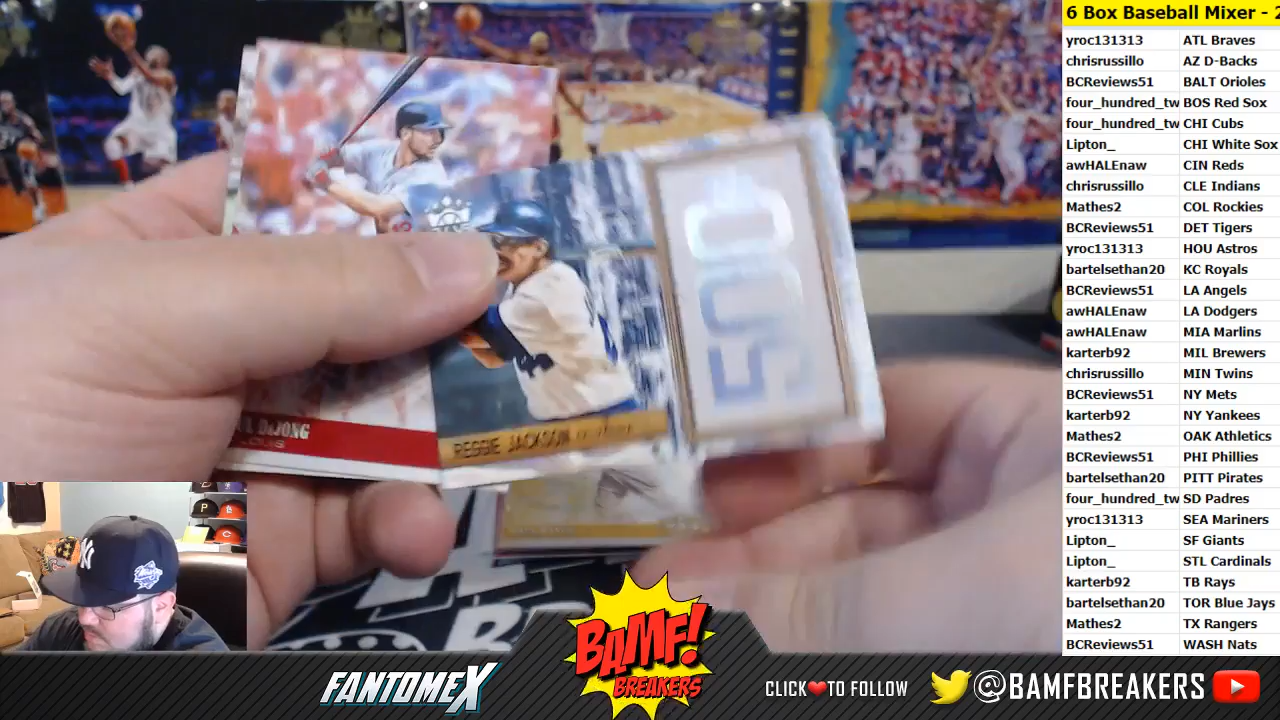 6 Box Baseball Mixer - 2
yroc131313 ATL Braves
chrisrussillo AZ D-Backs
BCReviews51 BALT Orioles
four_hundred_tw BOS Red Sox
four_hundred_tw CHI Cubs
Lipton_ CHI White Sox
awHALEnaw CIN Reds
chrisrussillo CLE Indians
Mathes2 COL Rockies
BCReviews51 DET Tigers
yroc131313 HOU Astros
bartelsethan20 KC Royals
BCReviews51 LA Angels
awHALEnaw LA Dodgers
awHALEnaw MIA Marlins
karterb92 MIL Brewers
chrisrussillo MIN Twins
BCReviews51 NY Mets
karterb92 NY Yankees
Mathes2 OAK Athletics
BCReviews51 PHI Phillies
bartelsethan20 PITT Pirates
four_hundred_tw SD Padres
yroc131313 SEA Mariners
Lipton_ SF Giants
Lipton_ STL Cardinals
karterb92 TB Rays
bartelsethan20 TOR Blue Jays
Mathes2 TX Rangers
BCReviews51 WASH Nats
500
DEJONG
REGGIE JACKSON
P
C
NY
FANTOMEX
BAMF!
BREAKERS
CLICK❤TO FOLLOW
@BAMFBREAKERS